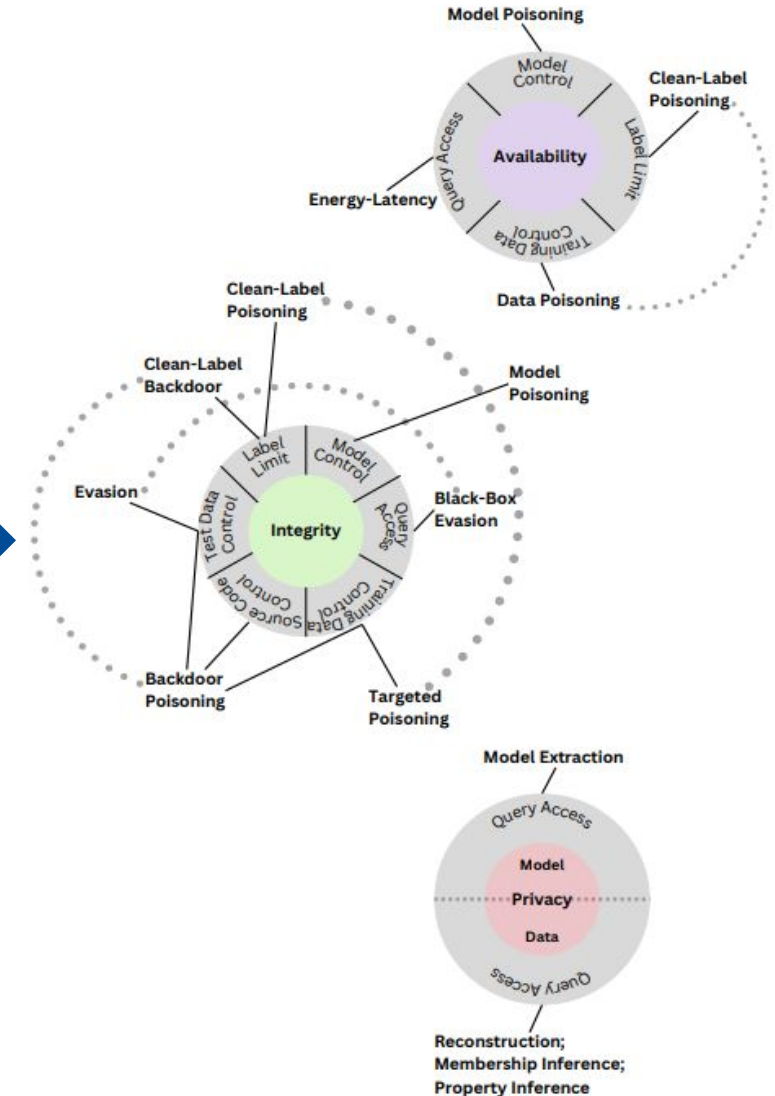 Model Poisoning
Model
Control
Clean-Label
Poisoning
Query Access
Availability
Label Limit
Energy-Latency
Training Data
Control
Data Poisoning
Clean-Label
Poisoning
Clean-Label
Backdoor
Model
Poisoning
Label
Limit
Model
Control
Evasion
Test Data
Control
Integrity
Query
Access
Black-Box
Evasion
Source Code
Control
Training Data
Control
Backdoor
Poisoning
Targeted
Poisoning
Model Extraction
Query Access
Model
Privacy
Data
Query Access
Reconstruction;
Membership Inference;
Property Inference